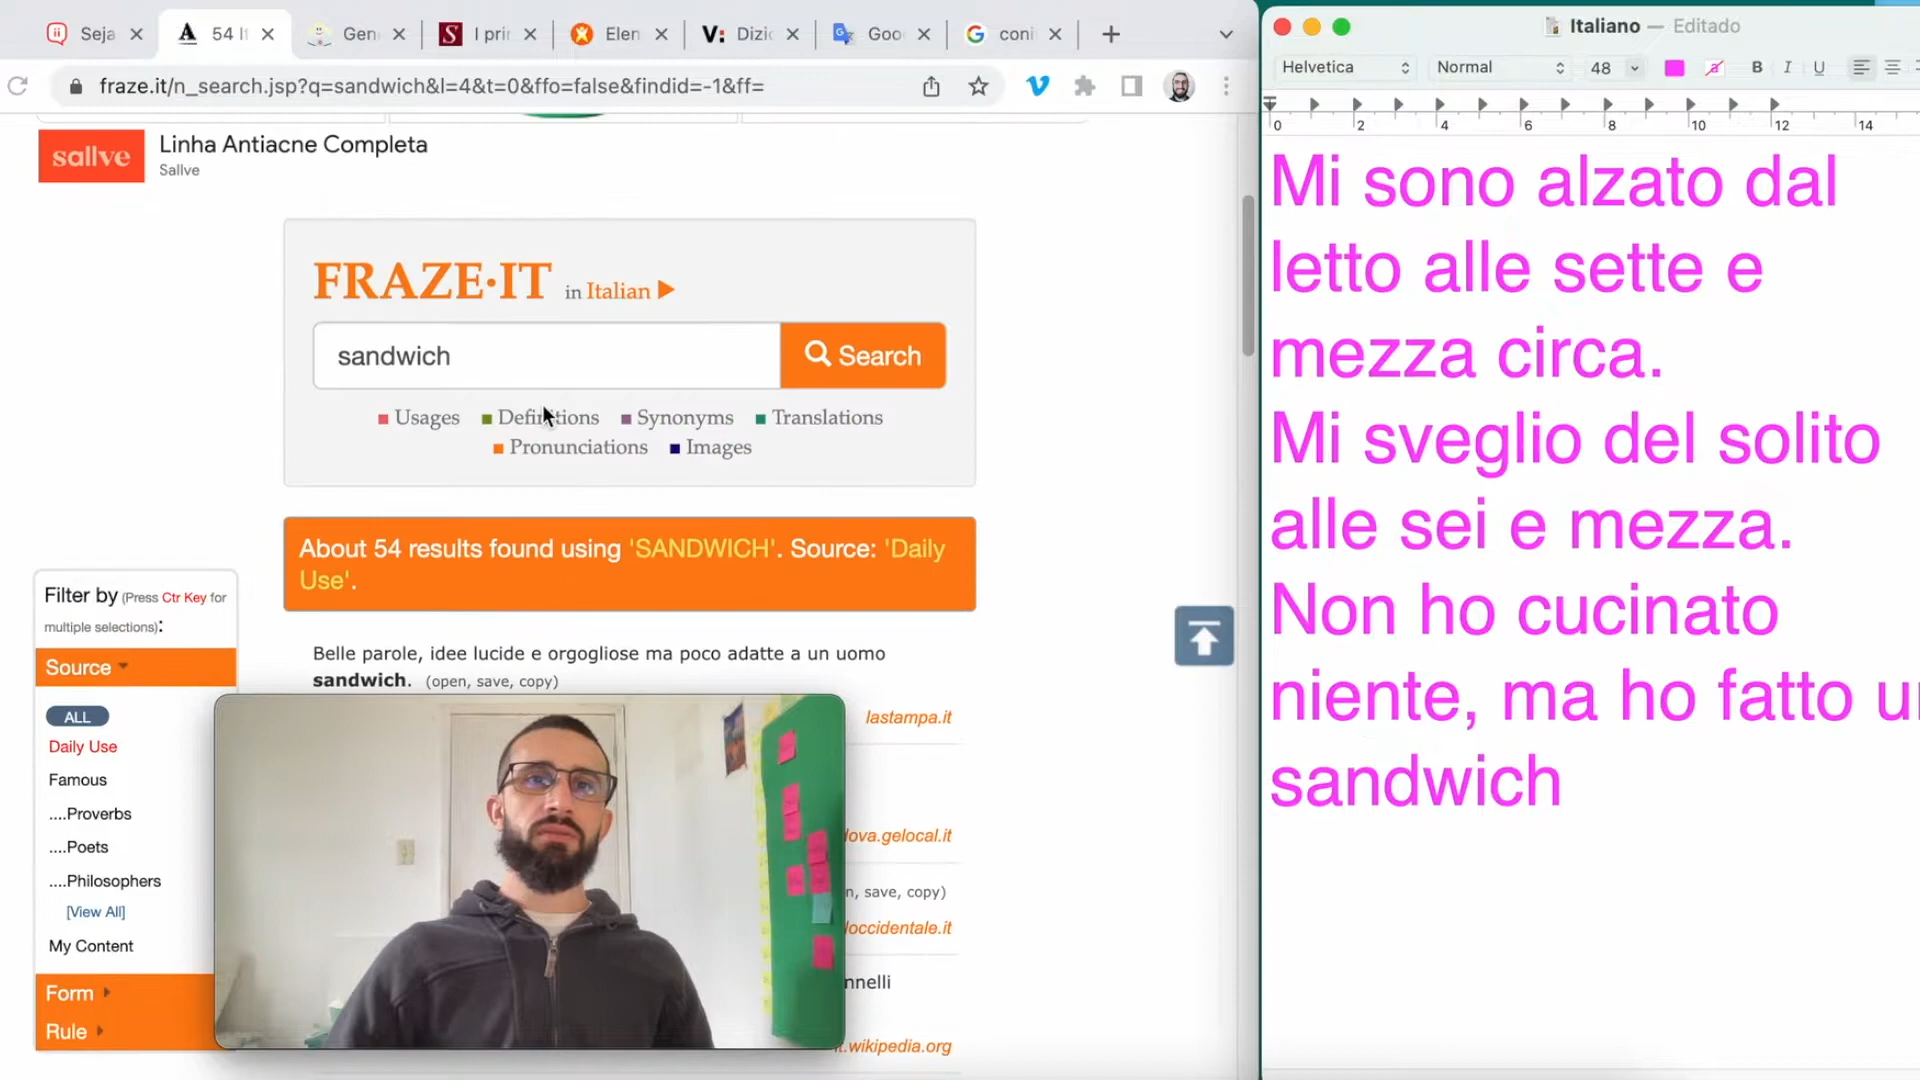 Seja
54 I
Gen
I prin
Elen
V:
Dizic
Goo
coni
fraze.it/n_search.jsp?q=sandwich&l=4&t=0&ffo=false&findid=-1&ff=
sallve
Linha Antiacne Completa
Sallve
FRAZE·IT in Italian
sandwich
Search
Usages
Definitions
Synonyms
Translations
Pronunciations
Images
About 54 results found using 'SANDWICH'. Source: 'Daily
Use'.
Filter by (Press Ctr Key for
multiple selections):
Source
ALL
Daily Use
Famous
....Proverbs
....Poets
....Philosophers
[View All]
My Content
Form
Rule
Belle parole, idee lucide e orgogliose ma poco adatte a un uomo
sandwich. (open, save, copy)
lastampa.it
lova.gelocal.it
n, save, copy)
loccidentale.it
nnelli
it.wikipedia.org
Italiano — Editado
Helvetica
Normal
48
B
I
U
0 2 4 6 8 10 12 14
Mi sono alzato dal
letto alle sette e
mezza circa.
Mi sveglio del solito
alle sei e mezza.
Non ho cucinato
niente, ma ho fatto un
sandwich